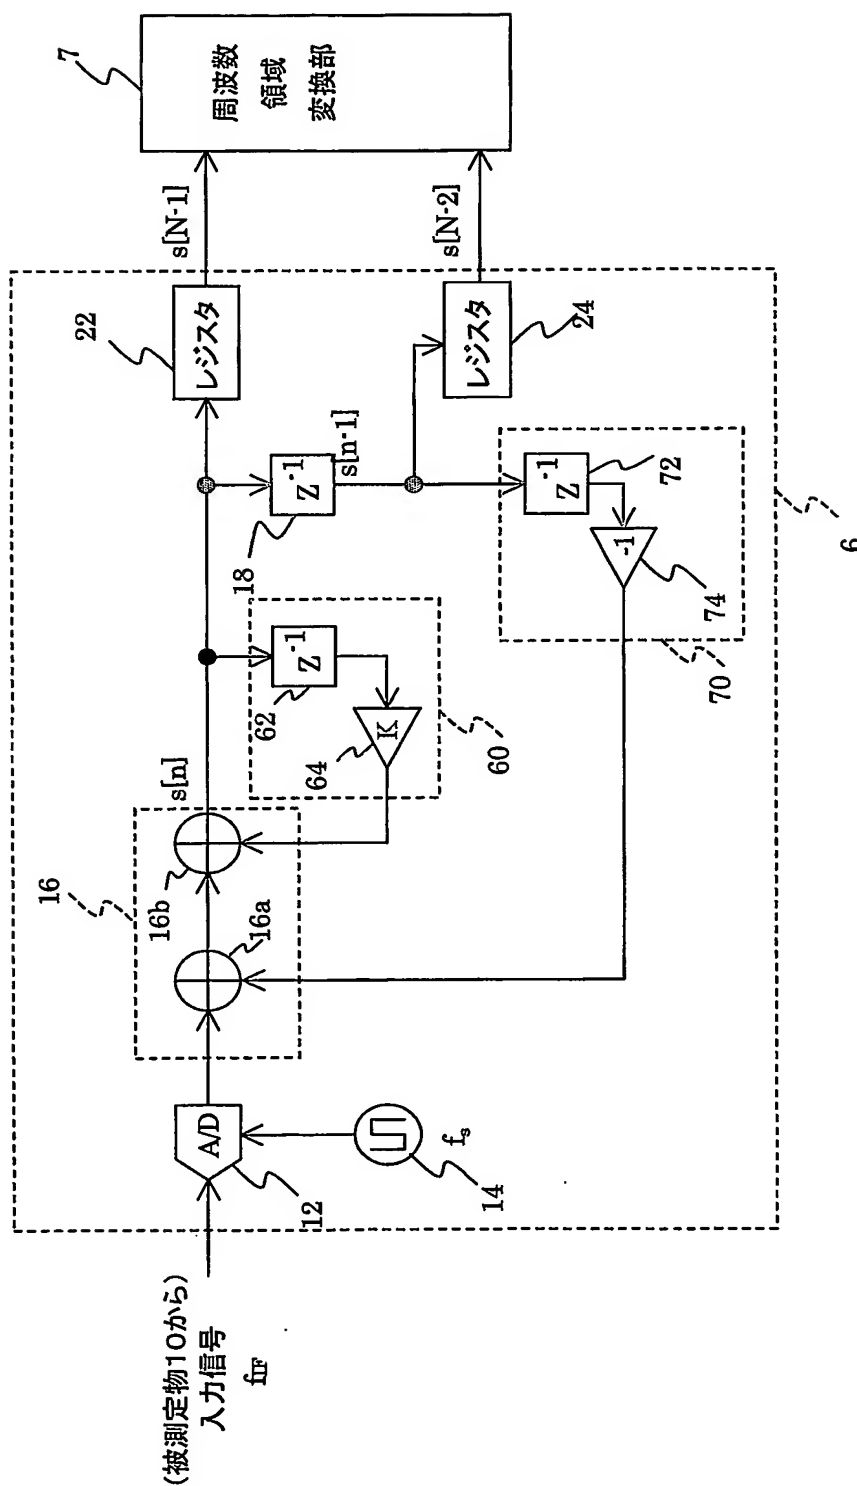 (被測定物10から)
入力信号
fIF
12
A/D
14
fs
16
16a
16b
s[n]
60
62
Z-1
64
K
18
Z-1
s[n-1]
70
72
Z-1
74
-1
22
レジスタ
24
レジスタ
s[N-1]
s[N-2]
6
7
周波数
領域
変換部